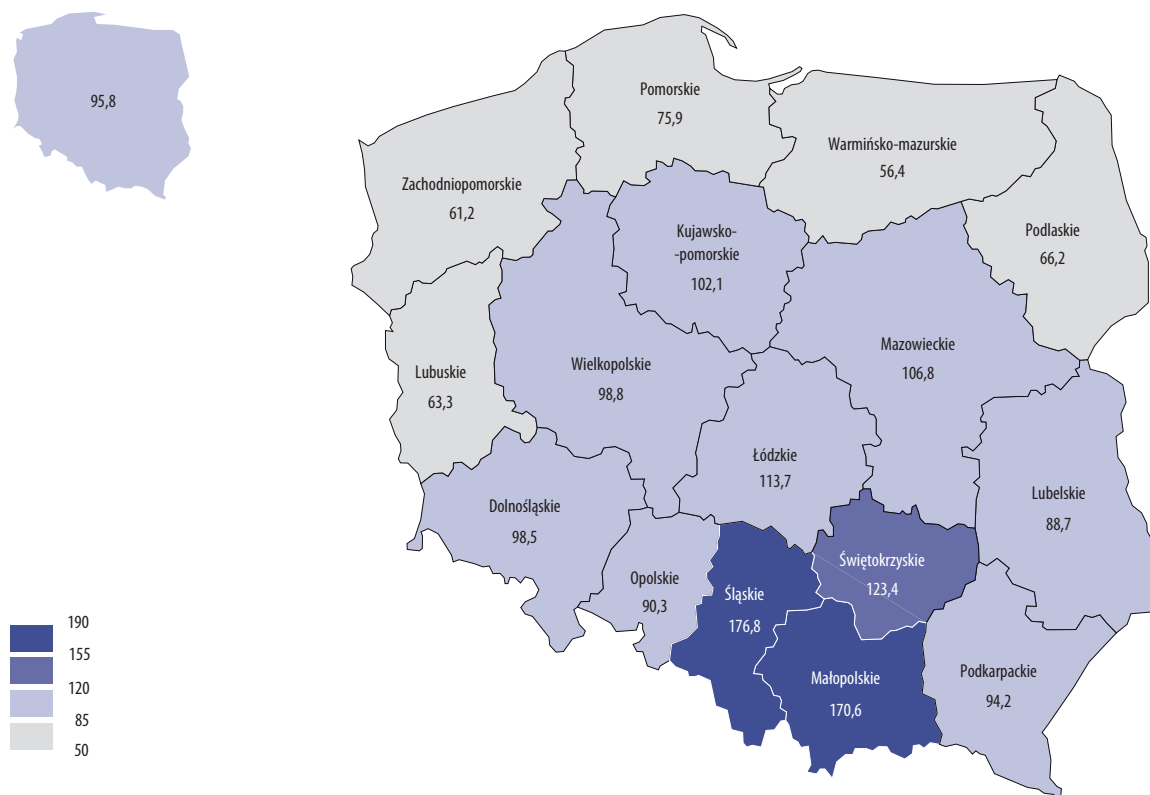 95,8
Pomorskie
75,9
Warmińsko-mazurskie
56,4
Zachodniopomorskie
61,2
Podlaskie
66,2
Kujawsko-
-pomorskie
102,1
Mazowieckie
106,8
Wielkopolskie
98,8
Lubuskie
63,3
Łódzkie
113,7
Lubelskie
88,7
Dolnośląskie
98,5
Świętokrzyskie
123,4
Opolskie
90,3
Śląskie
176,8
Małopolskie
170,6
Podkarpackie
94,2
190
155
120
85
50